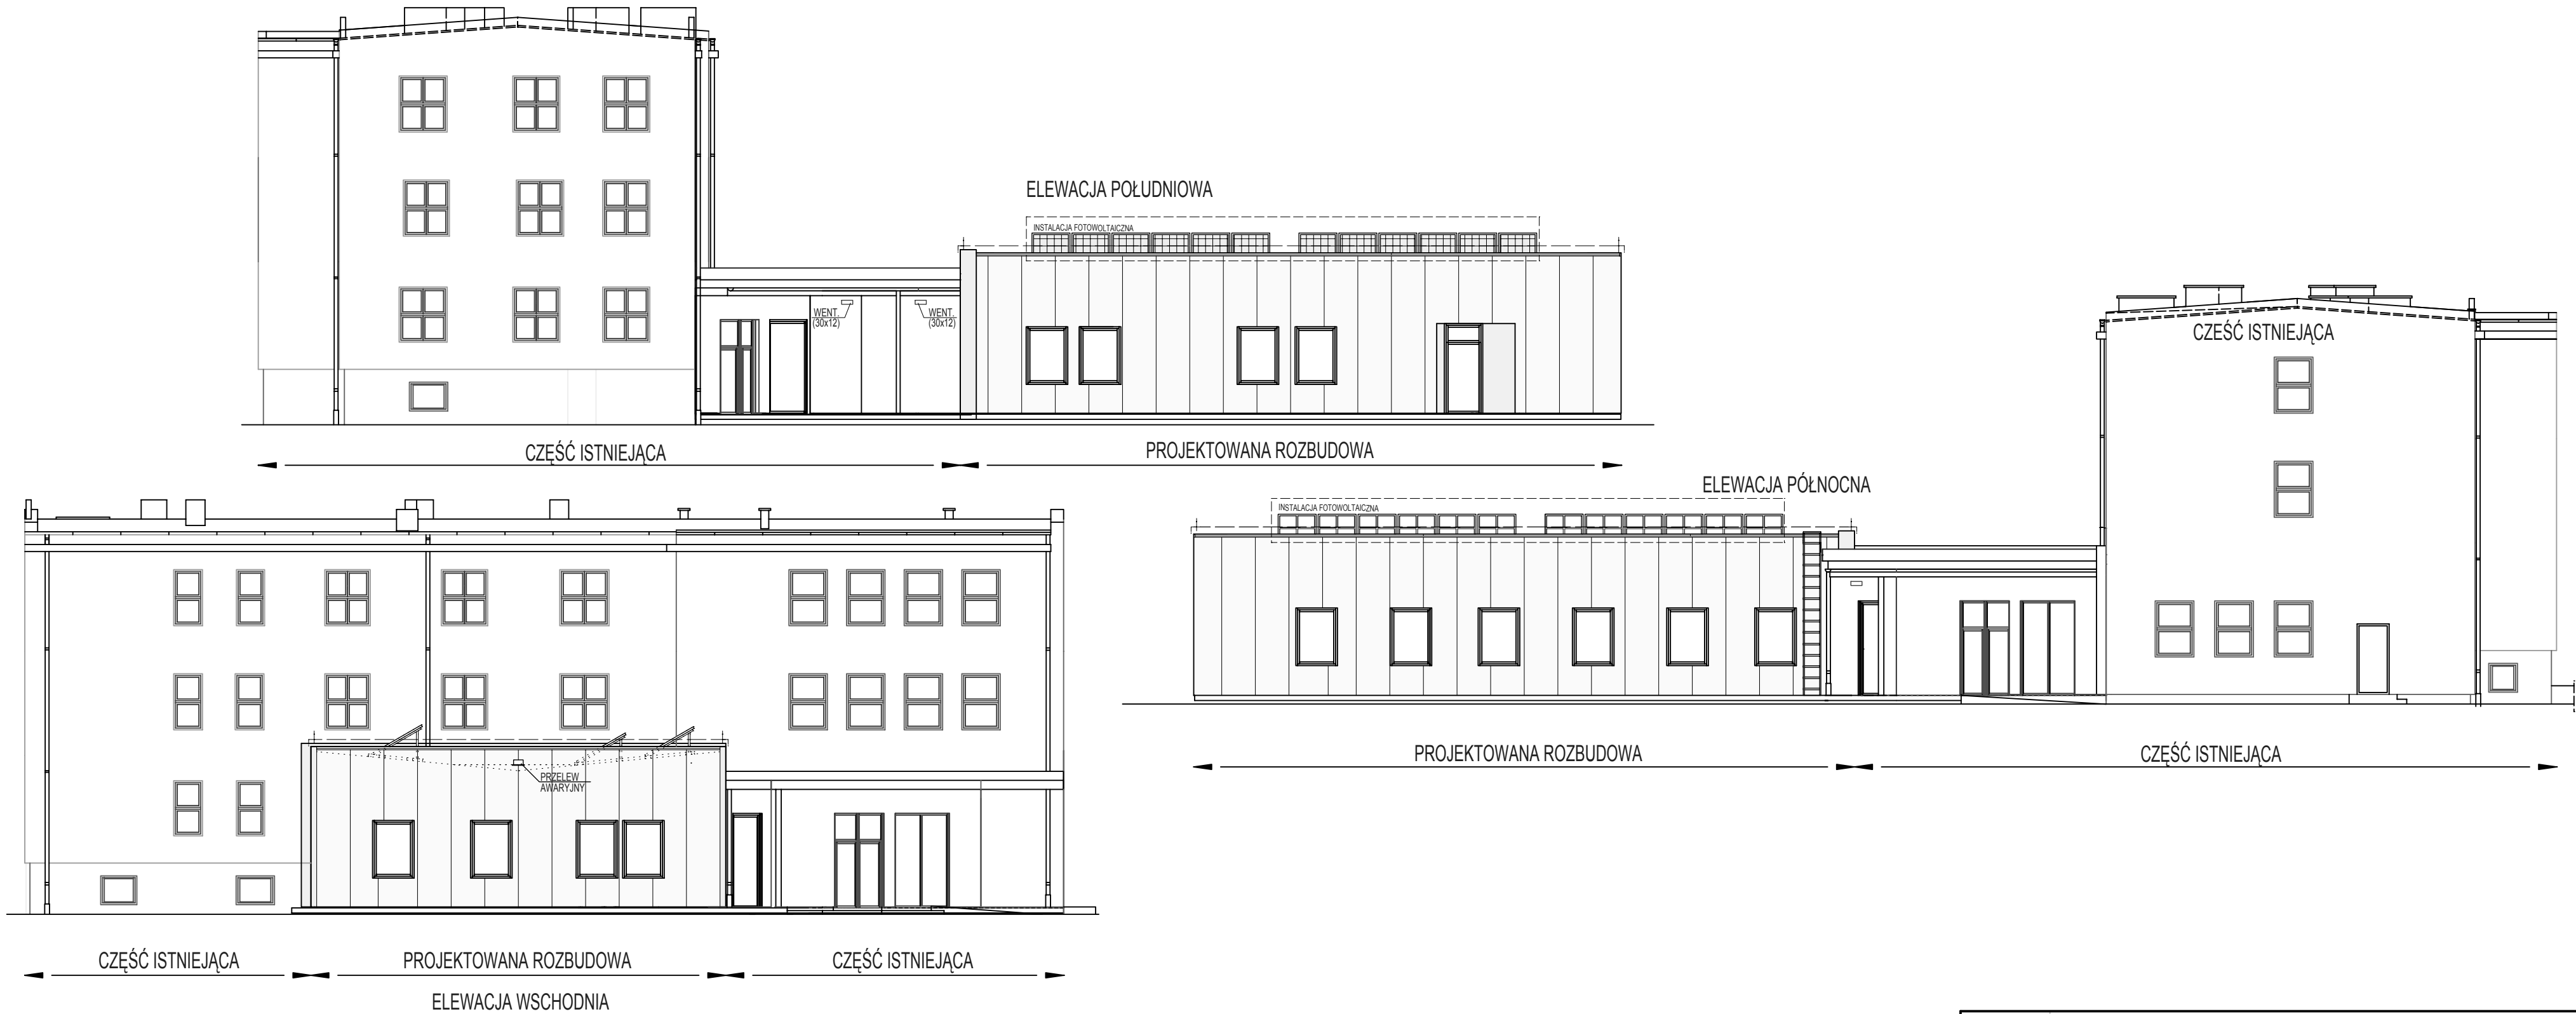 ELEWACJA POŁUDNIOWA
INSTALACJA FOTOWOLTAICZNA
WENT.
(30x12)
WENT.
(30x12)
CZĘŚĆ ISTNIEJĄCA
PROJEKTOWANA ROZBUDOWA
CZEŚĆ ISTNIEJĄCA
ELEWACJA PÓŁNOCNA
INSTALACJA FOTOWOLTAICZNA
PROJEKTOWANA ROZBUDOWA
CZĘŚĆ ISTNIEJĄCA
PRZELEW
AWARYJNY
CZĘŚĆ ISTNIEJĄCA
PROJEKTOWANA ROZBUDOWA
CZĘŚĆ ISTNIEJĄCA
ELEWACJA WSCHODNIA